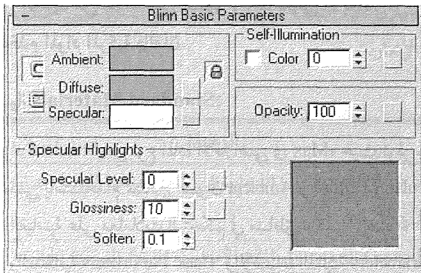 - Blinn Basic Parameters
Self-Illumination
Ambient:
Color 0
Diffuse:
Specular:
Opacity: 100
Specular Highlights
Specular Level: 0
Glossiness: 10
Soften: 0.1